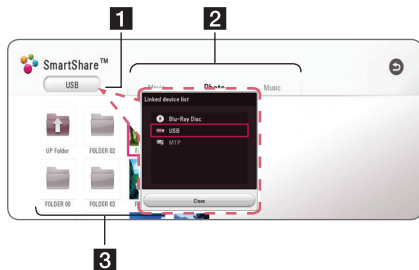 1
2
SmartShare™
USB
Photo
Music
Linked device list
Blu-Ray Disc
USB
MTP
UP Folder
FOLDER 02
FOLDER 00
FOLDER 03
Close
3